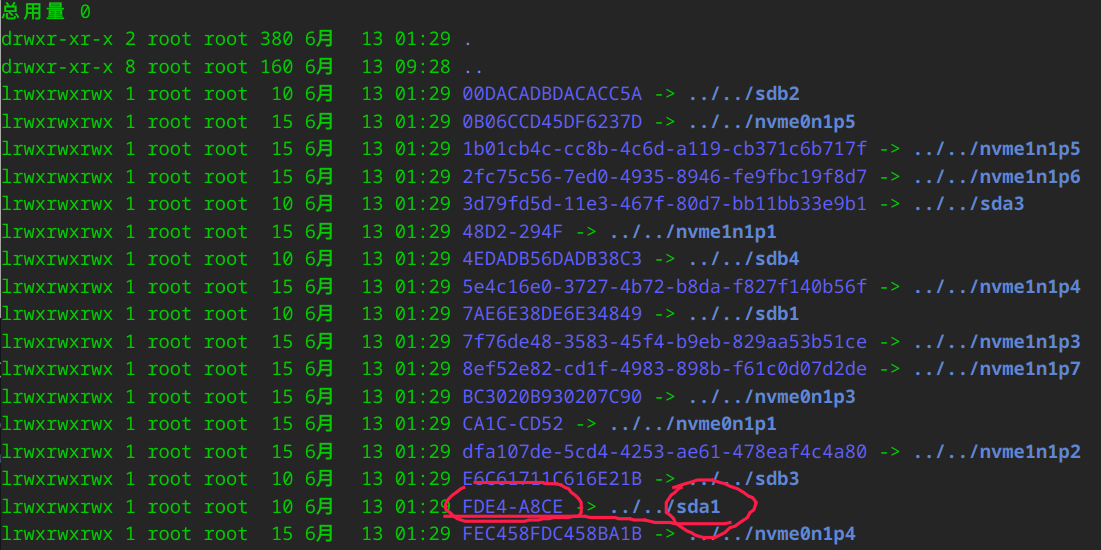 总用量 0
drwxr-xr-x 2 root root 380 6月  13 01:29 .
drwxr-xr-x 8 root root 160 6月  13 09:28 ..
lrwxrwxrwx 1 root root  10 6月  13 01:29 00DACADBDACACC5A -> ../../sdb2
lrwxrwxrwx 1 root root  15 6月  13 01:29 0B06CCD45DF6237D -> ../../nvme0n1p5
lrwxrwxrwx 1 root root  15 6月  13 01:29 1b01cb4c-cc8b-4c6d-a119-cb371c6b717f -> ../../nvme1n1p5
lrwxrwxrwx 1 root root  15 6月  13 01:29 2fc75c56-7ed0-4935-8946-fe9fbc19f8d7 -> ../../nvme1n1p6
lrwxrwxrwx 1 root root  10 6月  13 01:29 3d79fd5d-11e3-467f-80d7-bb11bb33e9b1 -> ../../sda3
lrwxrwxrwx 1 root root  15 6月  13 01:29 48D2-294F -> ../../nvme1n1p1
lrwxrwxrwx 1 root root  10 6月  13 01:29 4EDADB56DADB38C3 -> ../../sdb4
lrwxrwxrwx 1 root root  15 6月  13 01:29 5e4c16e0-3727-4b72-b8da-f827f140b56f -> ../../nvme1n1p4
lrwxrwxrwx 1 root root  10 6月  13 01:29 7AE6E38DE6E34849 -> ../../sdb1
lrwxrwxrwx 1 root root  15 6月  13 01:29 7f76de48-3583-45f4-b9eb-829aa53b51ce -> ../../nvme1n1p3
lrwxrwxrwx 1 root root  15 6月  13 01:29 8ef52e82-cd1f-4983-898b-f61c0d07d2de -> ../../nvme1n1p7
lrwxrwxrwx 1 root root  15 6月  13 01:29 BC3020B930207C90 -> ../../nvme0n1p3
lrwxrwxrwx 1 root root  15 6月  13 01:29 CA1C-CD52 -> ../../nvme0n1p1
lrwxrwxrwx 1 root root  15 6月  13 01:29 dfa107de-5cd4-4253-ae61-478eaf4c4a80 -> ../../nvme1n1p2
lrwxrwxrwx 1 root root  10 6月  13 01:29 E6C61711C616E21B -> ../../sdb3
lrwxrwxrwx 1 root root  10 6月  13 01:29 FDE4-A8CE -> ../../sda1
lrwxrwxrwx 1 root root  15 6月  13 01:29 FEC458FDC458BA1B -> ../../nvme0n1p4